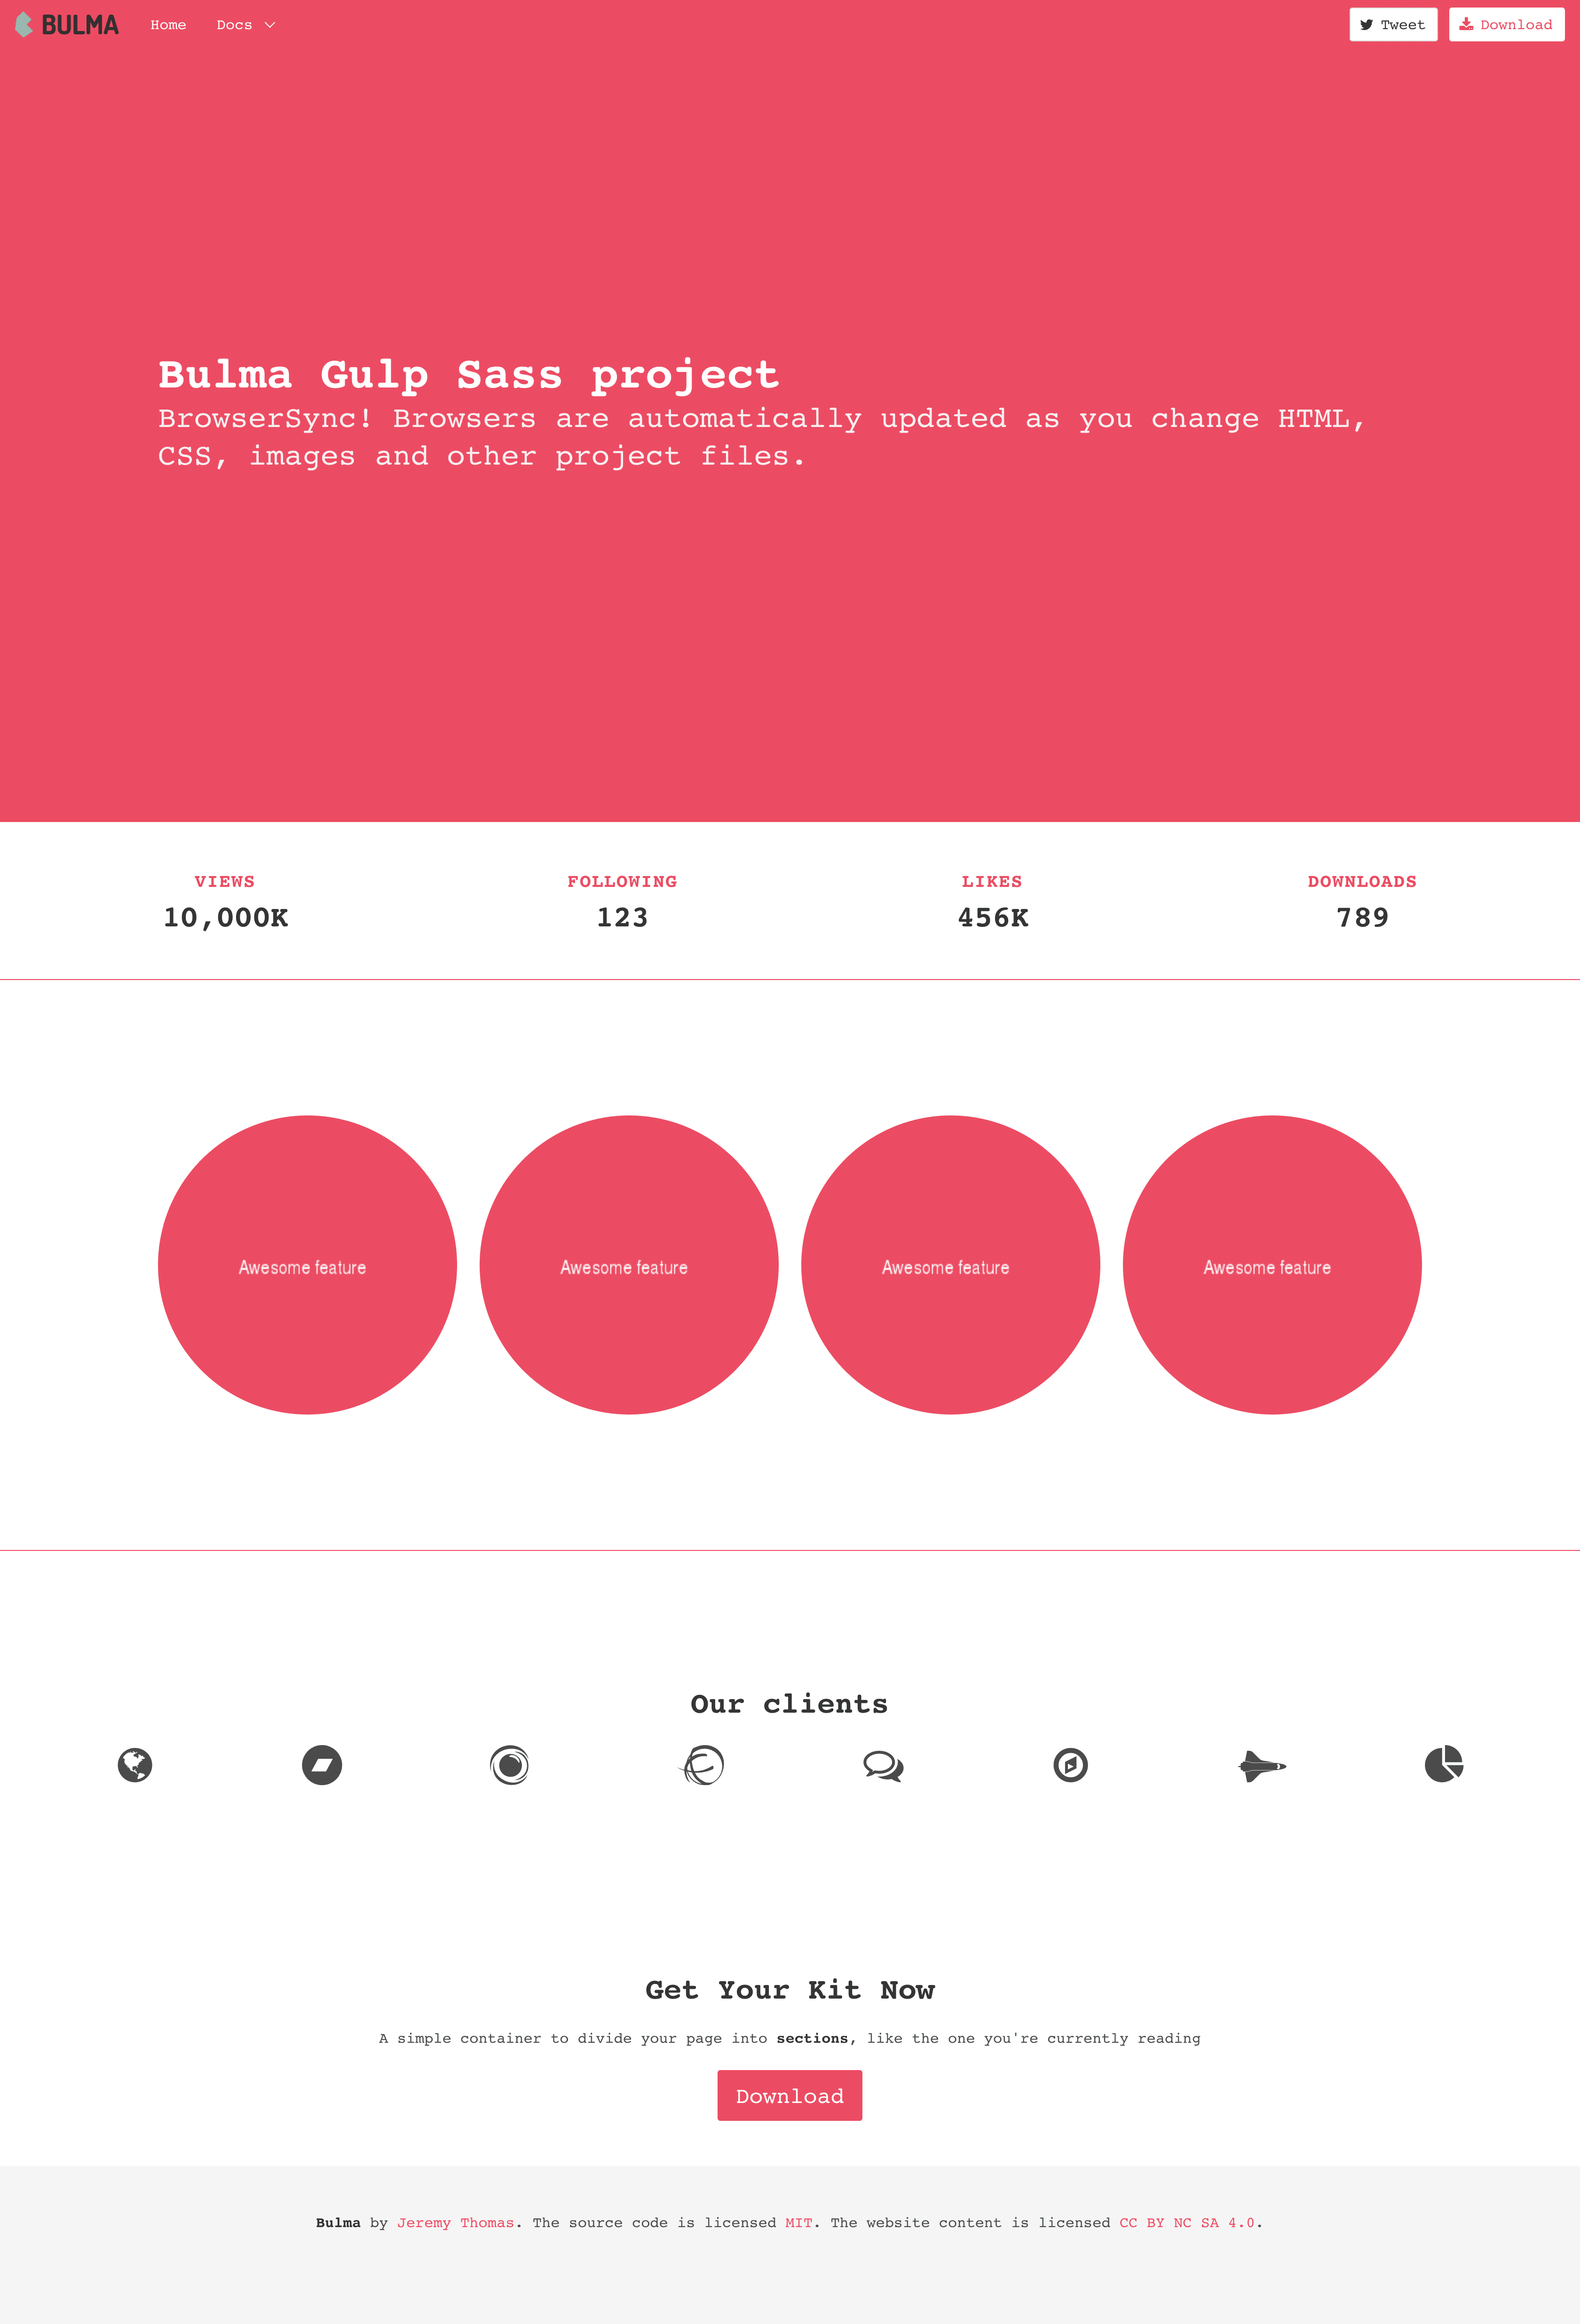 BULMA Home Docs Tweet Download
Bulma Gulp Sass project
BrowserSync! Browsers are automatically updated as you change HTML,
CSS, images and other project files.
VIEWS FOLLOWING LIKES DOWNLOADS
10,000K 123 456K 789
Awesome feature Awesome feature Awesome feature Awesome feature
Our clients
Get Your Kit Now
A simple container to divide your page into sections, like the one you're currently reading
Download
Bulma by Jeremy Thomas. The source code is licensed MIT. The website content is licensed CC BY NC SA 4.0.